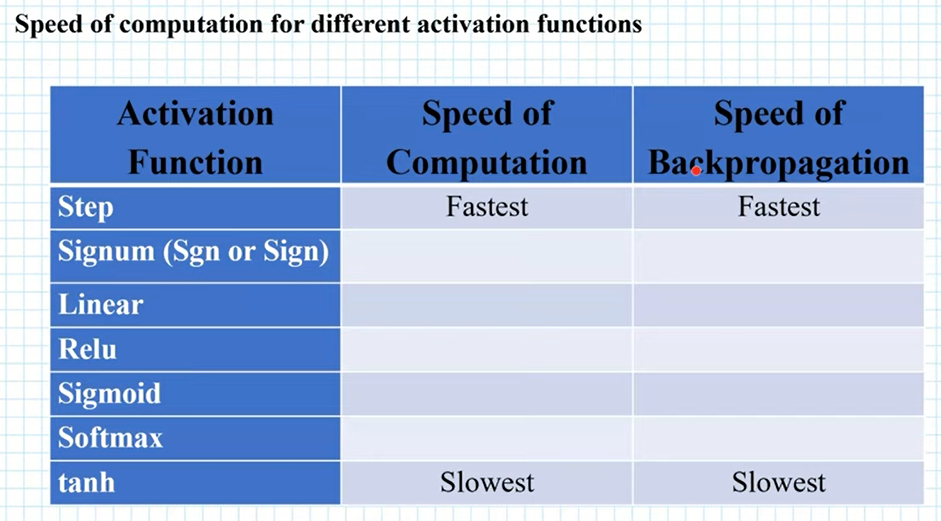 Speed of computation for different activation functions
Activation Function	Speed of Computation	Speed of Backpropagation
Step	Fastest	Fastest
Signum (Sgn or Sign)
Linear
Relu
Sigmoid
Softmax
tanh	Slowest	Slowest